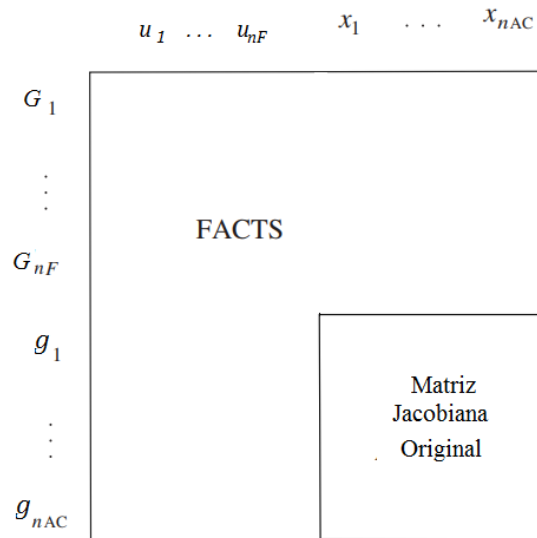 u1 ... unF x1 . . . xnAC
G1
⋮
FACTS
GnF
g1
Matriz
Jacobiana
Original
⋮
gnAC